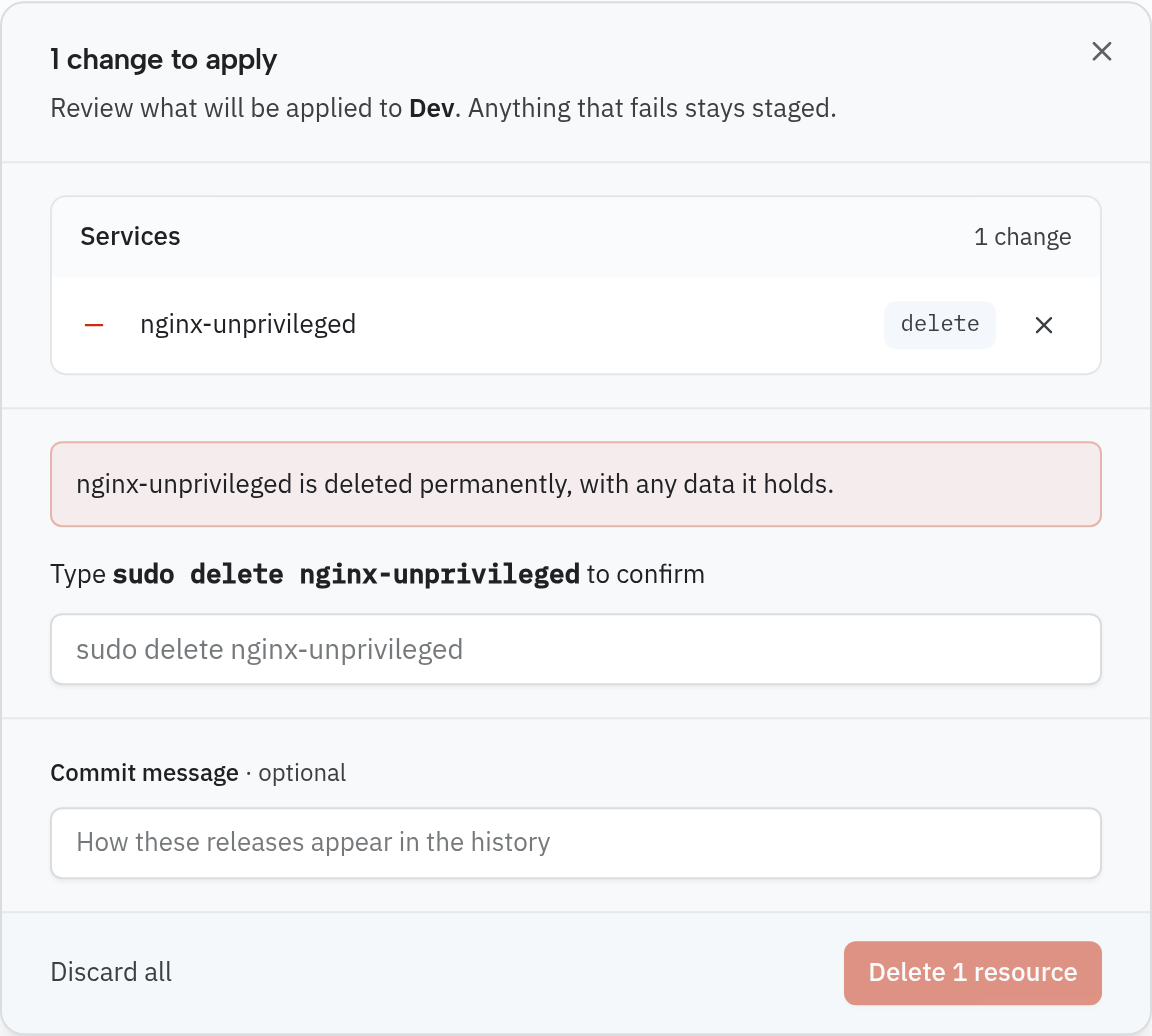 1 change to apply
Review what will be applied to Dev. Anything that fails stays staged.
Services
1 change
nginx-unprivileged
delete
nginx-unprivileged is deleted permanently, with any data it holds.
Type sudo delete nginx-unprivileged to confirm
sudo delete nginx-unprivileged
Commit message · optional
How these releases appear in the history
Discard all
Delete 1 resource